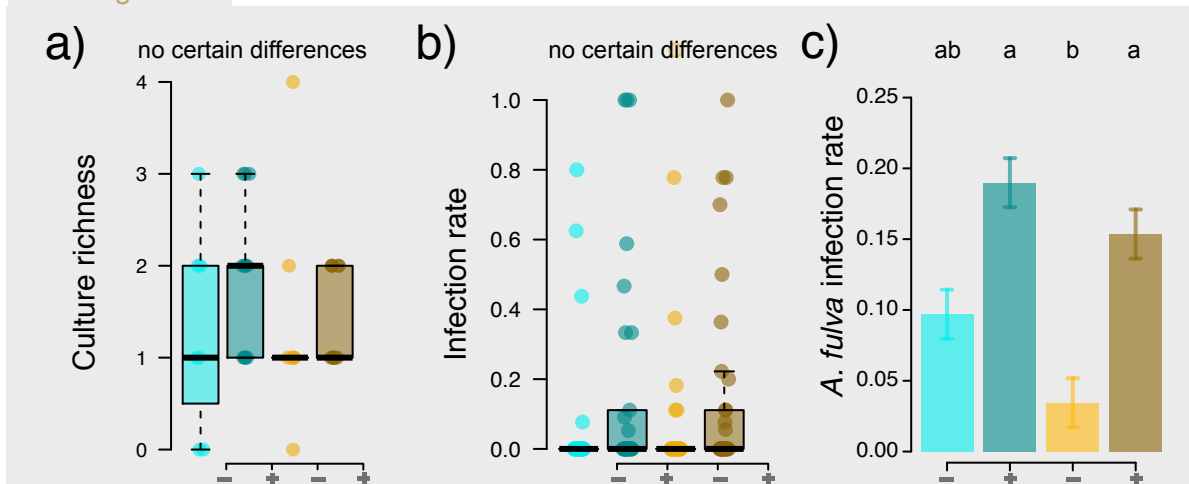 a)
no certain differences
Culture richness
4
3
2
1
0
− + − +
b)
no certain differences
Infection rate
1.0
0.8
0.6
0.4
0.2
0.0
− + − +
c)
ab a b a
A. fulva infection rate
0.25
0.20
0.15
0.10
0.05
0.00
− + − +